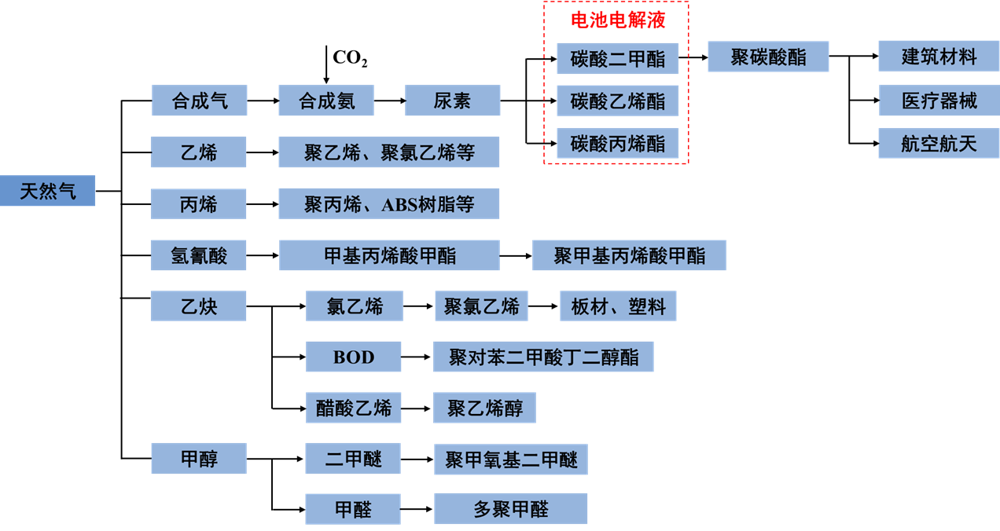 电池电解液
CO₂
碳酸二甲酯
聚碳酸酯
建筑材料
合成气
合成氨
尿素
碳酸乙烯酯
医疗器械
乙烯
聚乙烯、聚氯乙烯等
碳酸丙烯酯
航空航天
天然气
丙烯
聚丙烯、ABS树脂等
氢氰酸
甲基丙烯酸甲酯
聚甲基丙烯酸甲酯
乙炔
氯乙烯
聚氯乙烯
板材、塑料
BOD
聚对苯二甲酸丁二醇酯
醋酸乙烯
聚乙烯醇
甲醇
二甲醚
聚甲氧基二甲醚
甲醛
多聚甲醛